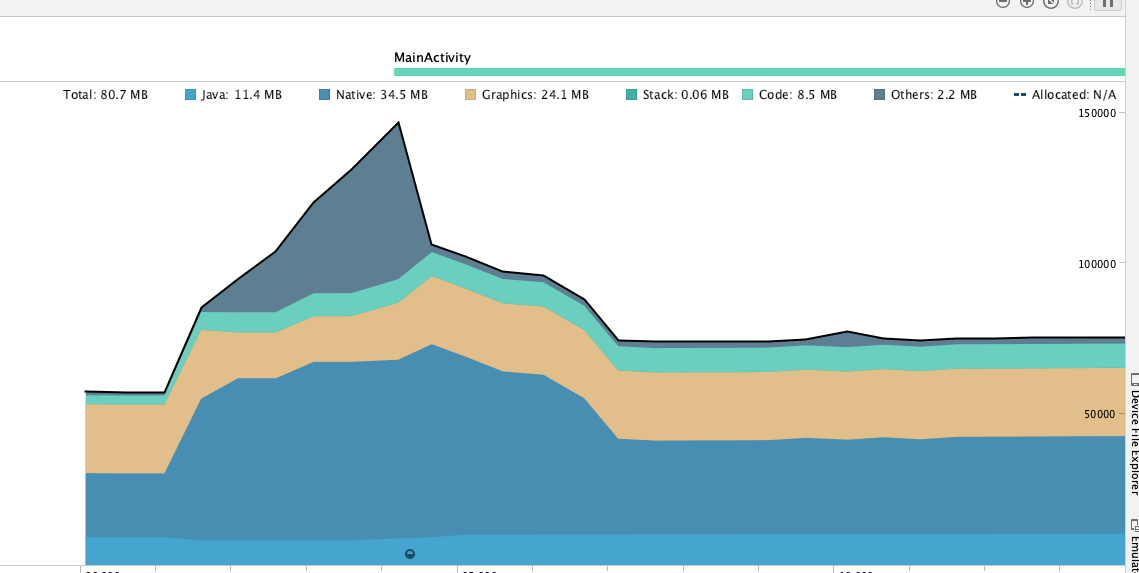 MainActivity
Total: 80.7 MB Java: 11.4 MB Native: 34.5 MB Graphics: 24.1 MB Stack: 0.06 MB Code: 8.5 MB Others: 2.2 MB Allocated: N/A
150000
100000
50000
Device File Explorer